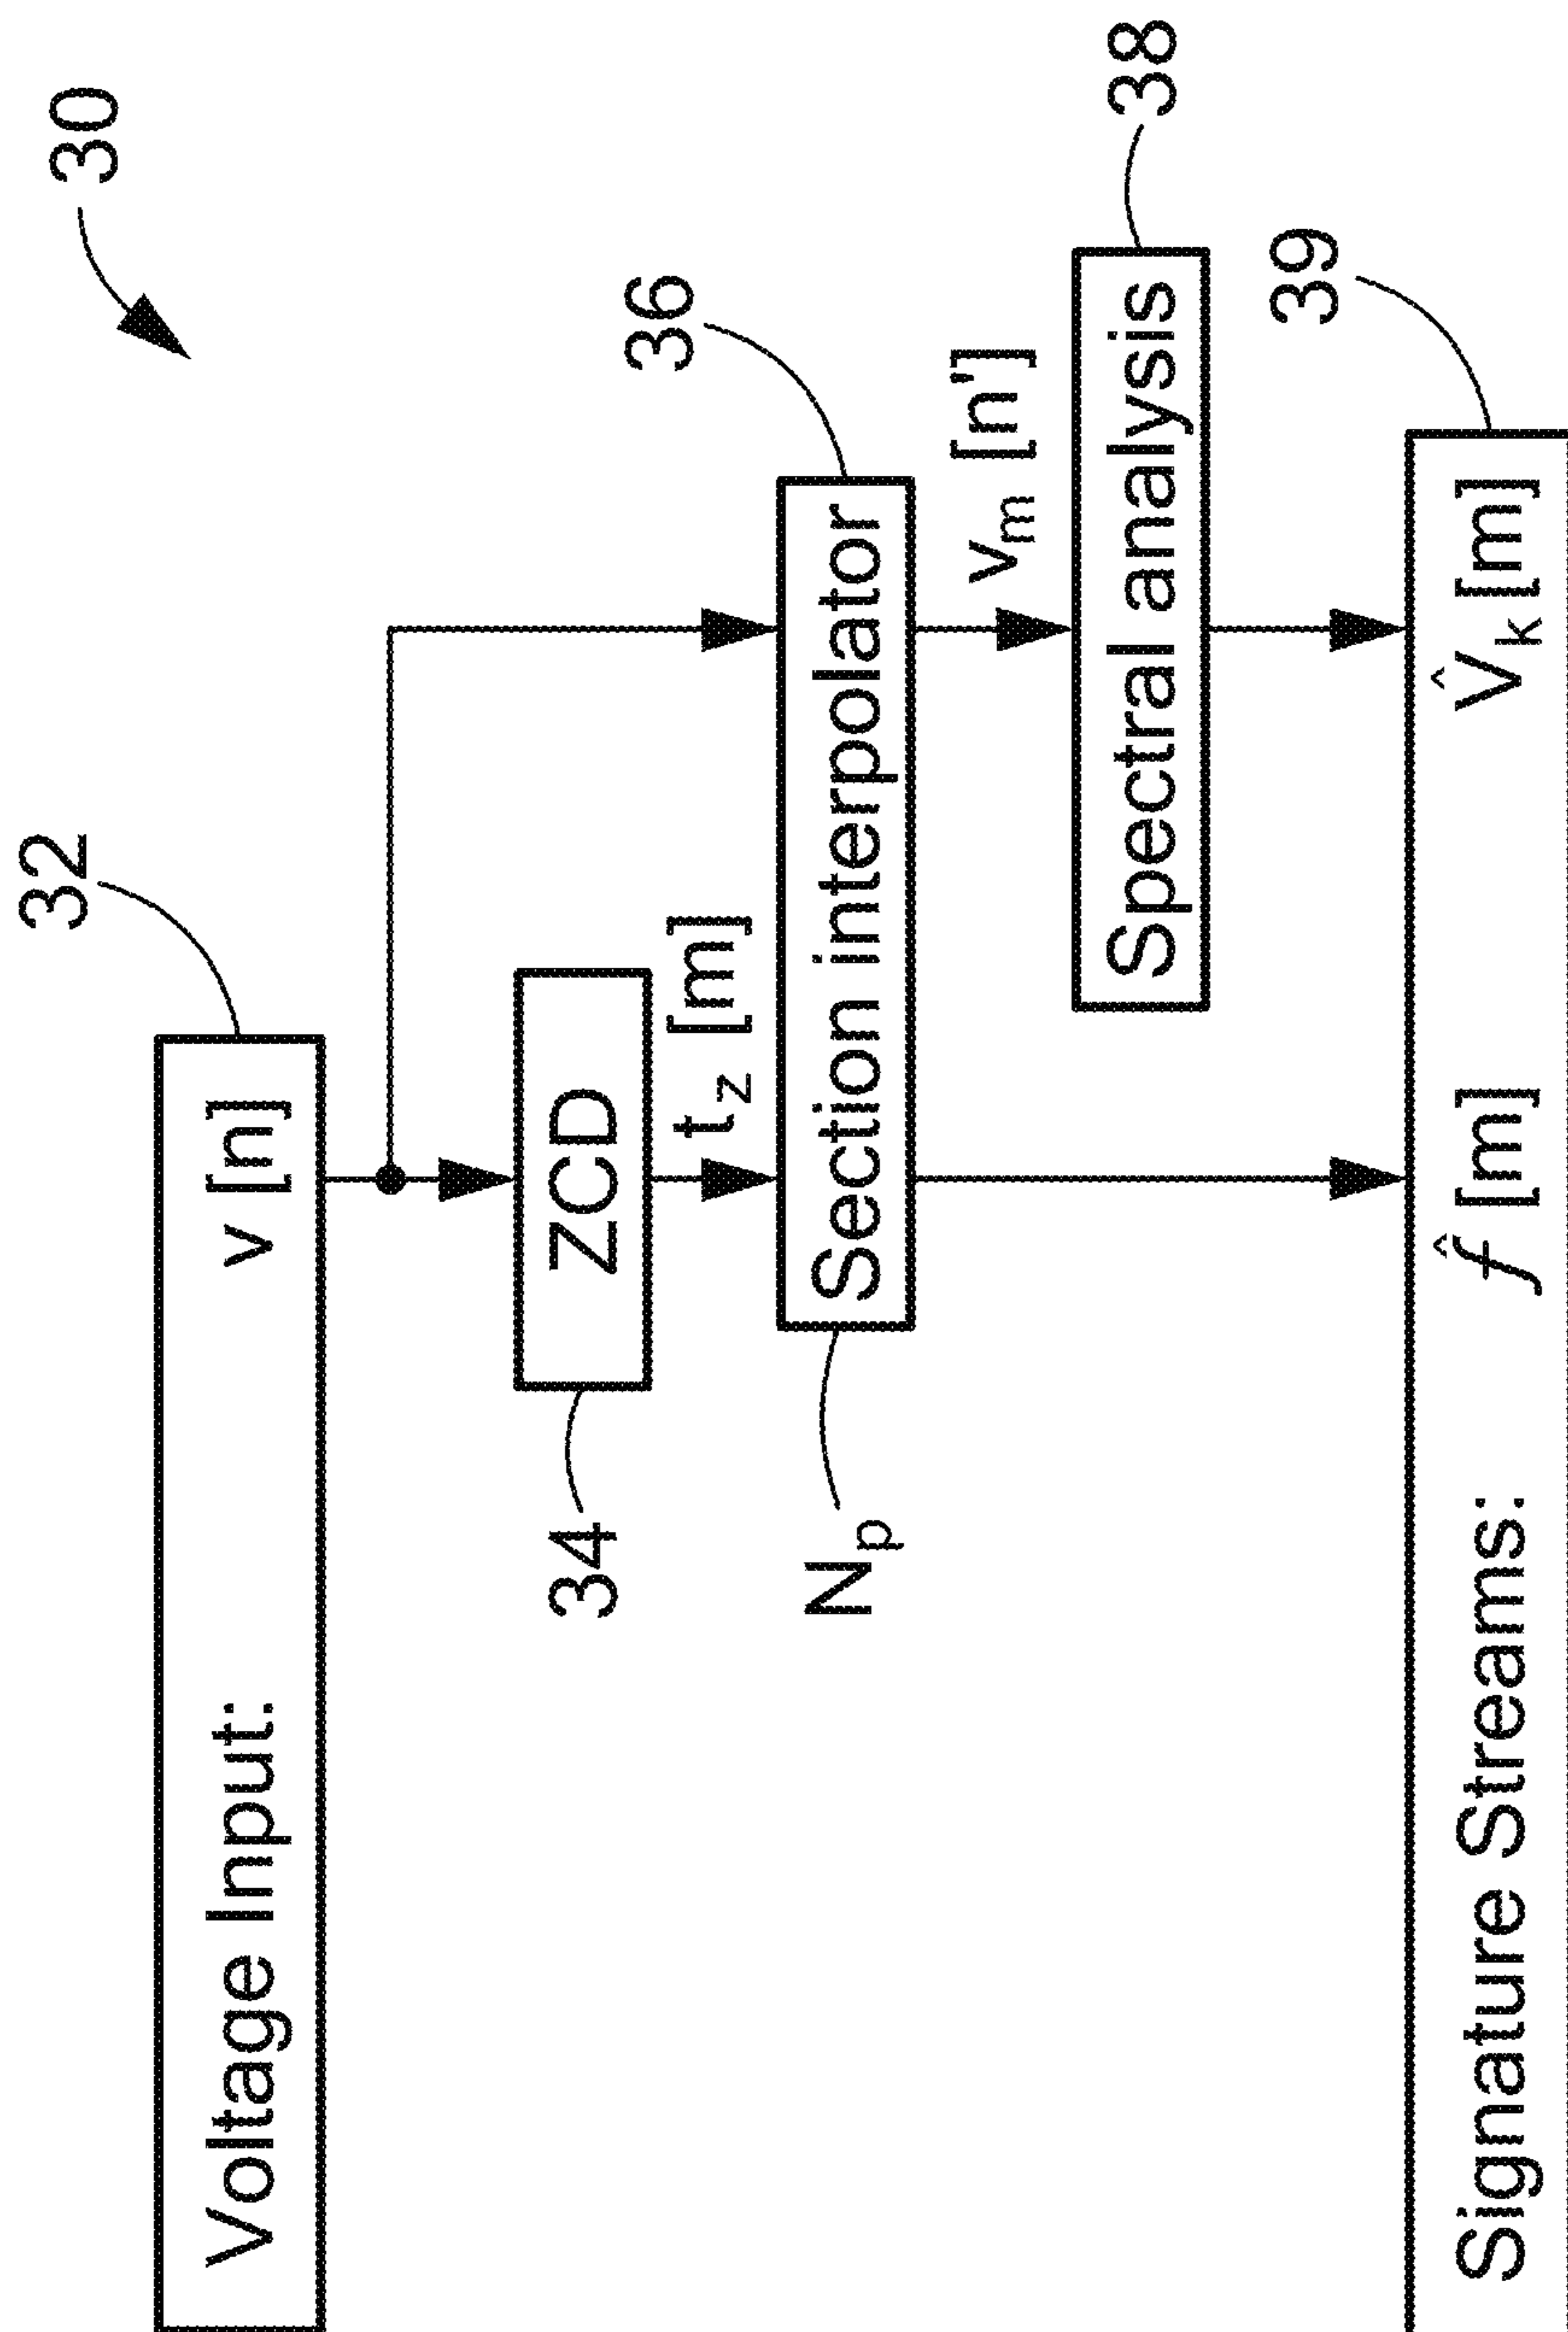 30
32
Voltage Input: v [n]
34
ZCD
t_z [m]
36
N_p
Section interpolator
v_m [n']
38
Spectral analysis
39
Signature Streams: f̂ [m] V̂_k [m]